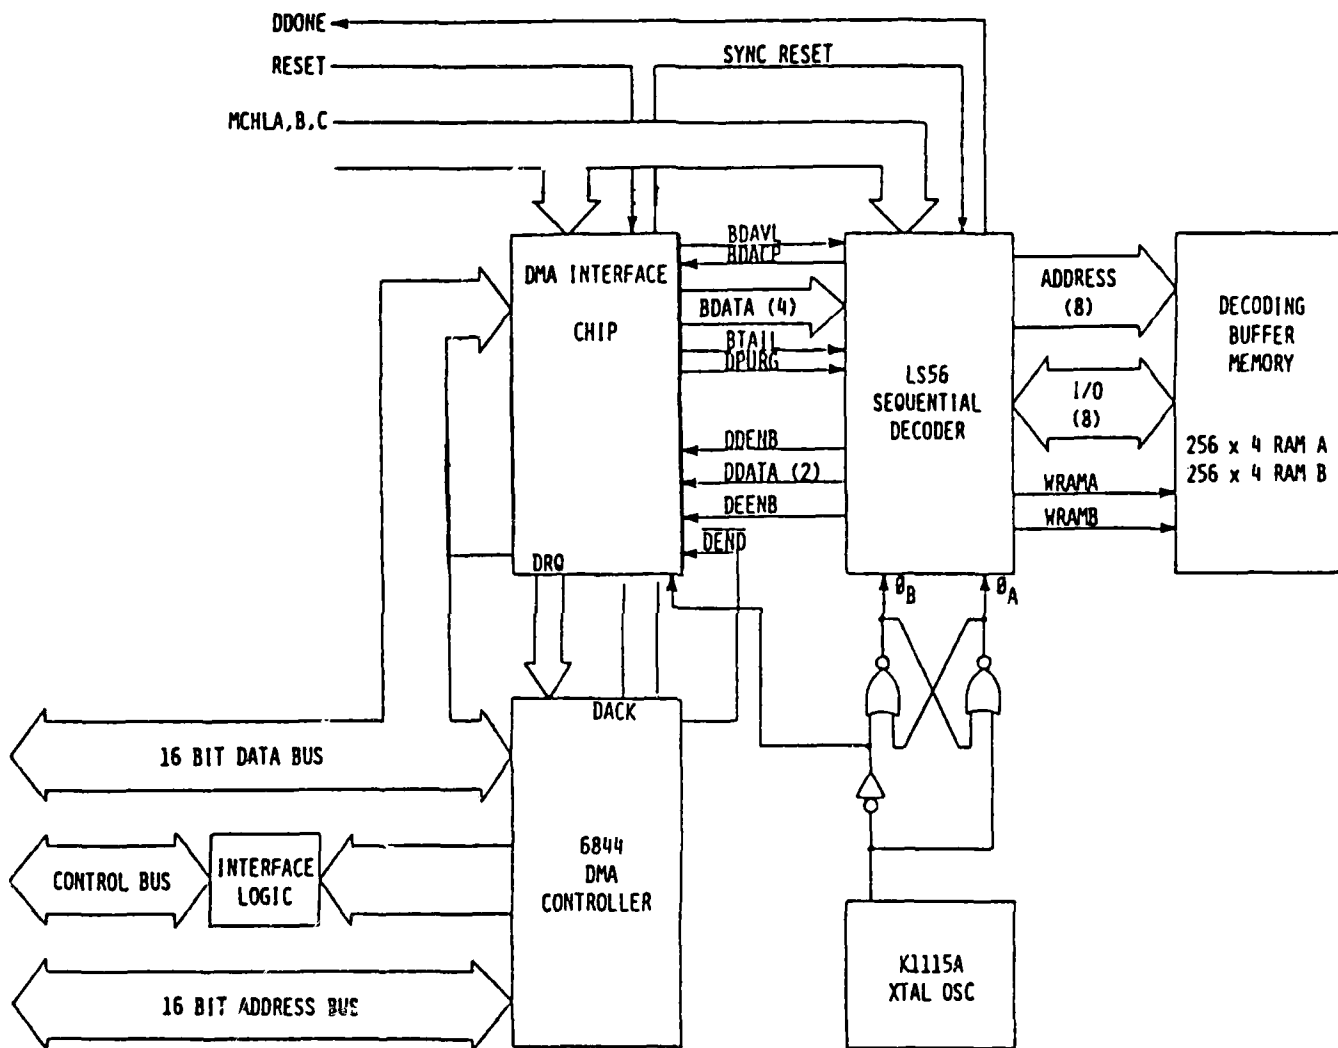 DDONE
RESET
SYNC RESET
MCHLA,B,C
DMA INTERFACE
CHIP
BDAVL
BDACP
BDATA (4)
BTAIL
DPURG
DDENB
DDATA (2)
DEENB
DEND
DRQ
LS56
SEQUENTIAL
DECODER
ADDRESS
(8)
I/O
(8)
WRAMA
WRAMB
DECODING
BUFFER
MEMORY
256 x 4 RAM A
256 x 4 RAM B
ØB
ØA
DACK
16 BIT DATA BUS
CONTROL BUS
INTERFACE
LOGIC
6844
DMA
CONTROLLER
16 BIT ADDRESS BUS
K1115A
XTAL OSC